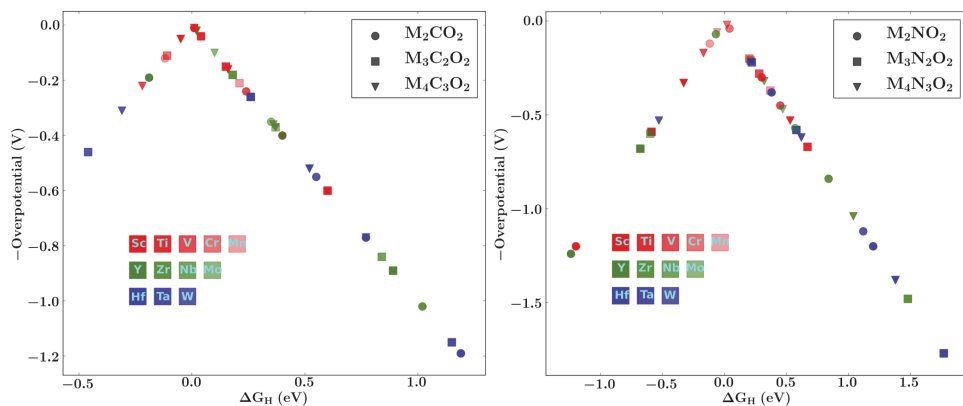 0.0
−0.2
−0.4
−0.6
−0.8
−1.0
−1.2
−Overpotential (V)
−0.5
0.0
0.5
1.0
ΔG_H (eV)
M₂CO₂
M₃C₂O₂
M₄C₃O₂
Sc Ti V Cr Mn
Y Zr Nb Mo
Hf Ta W
0.0
−0.5
−1.0
−1.5
−Overpotential (V)
−1.0
−0.5
0.0
0.5
1.0
1.5
ΔG_H (eV)
M₂NO₂
M₃N₂O₂
M₄N₃O₂
Sc Ti V Cr Mn
Y Zr Nb Mo
Hf Ta W